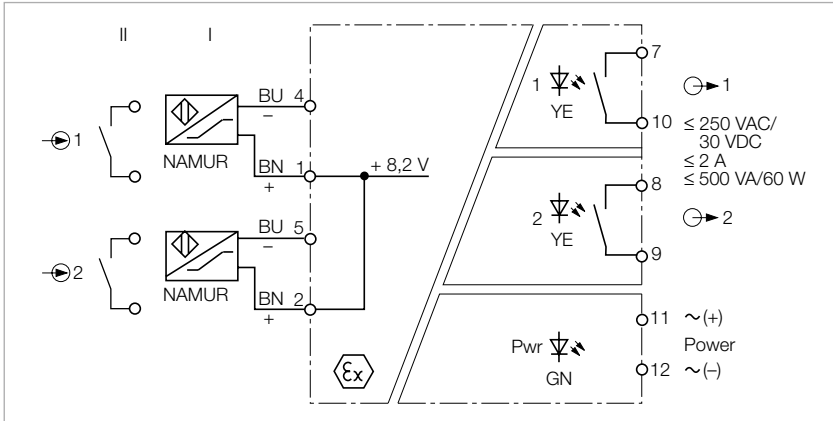 II I
7
BU 4
1
1
YE
−
1
10
≤ 250 VAC/
30 VDC
≤ 2 A
≤ 500 VA/60 W
NAMUR
BN 1
+
+ 8,2 V
8
BU 5
−
2
YE
2
2
9
NAMUR
BN 2
+
11 ~(+)
Pwr
Power
GN
12 ~(–)
Ex